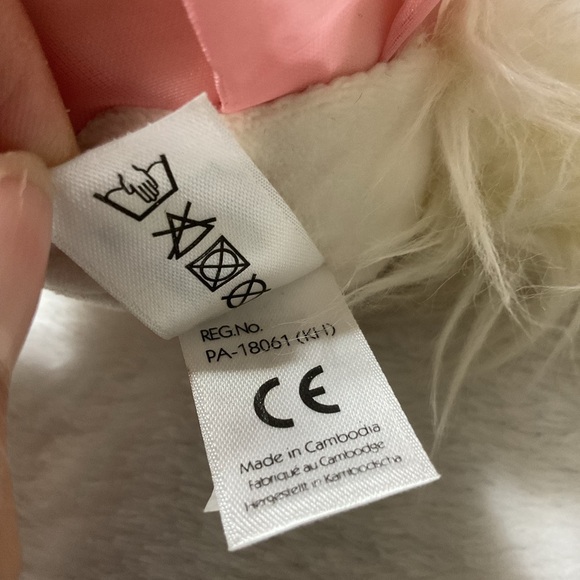 REG.No.
PA-18061 (KH)
CE
Made in Cambodia
Fabriqué au Cambodge
Hergestellt in Kambodscha